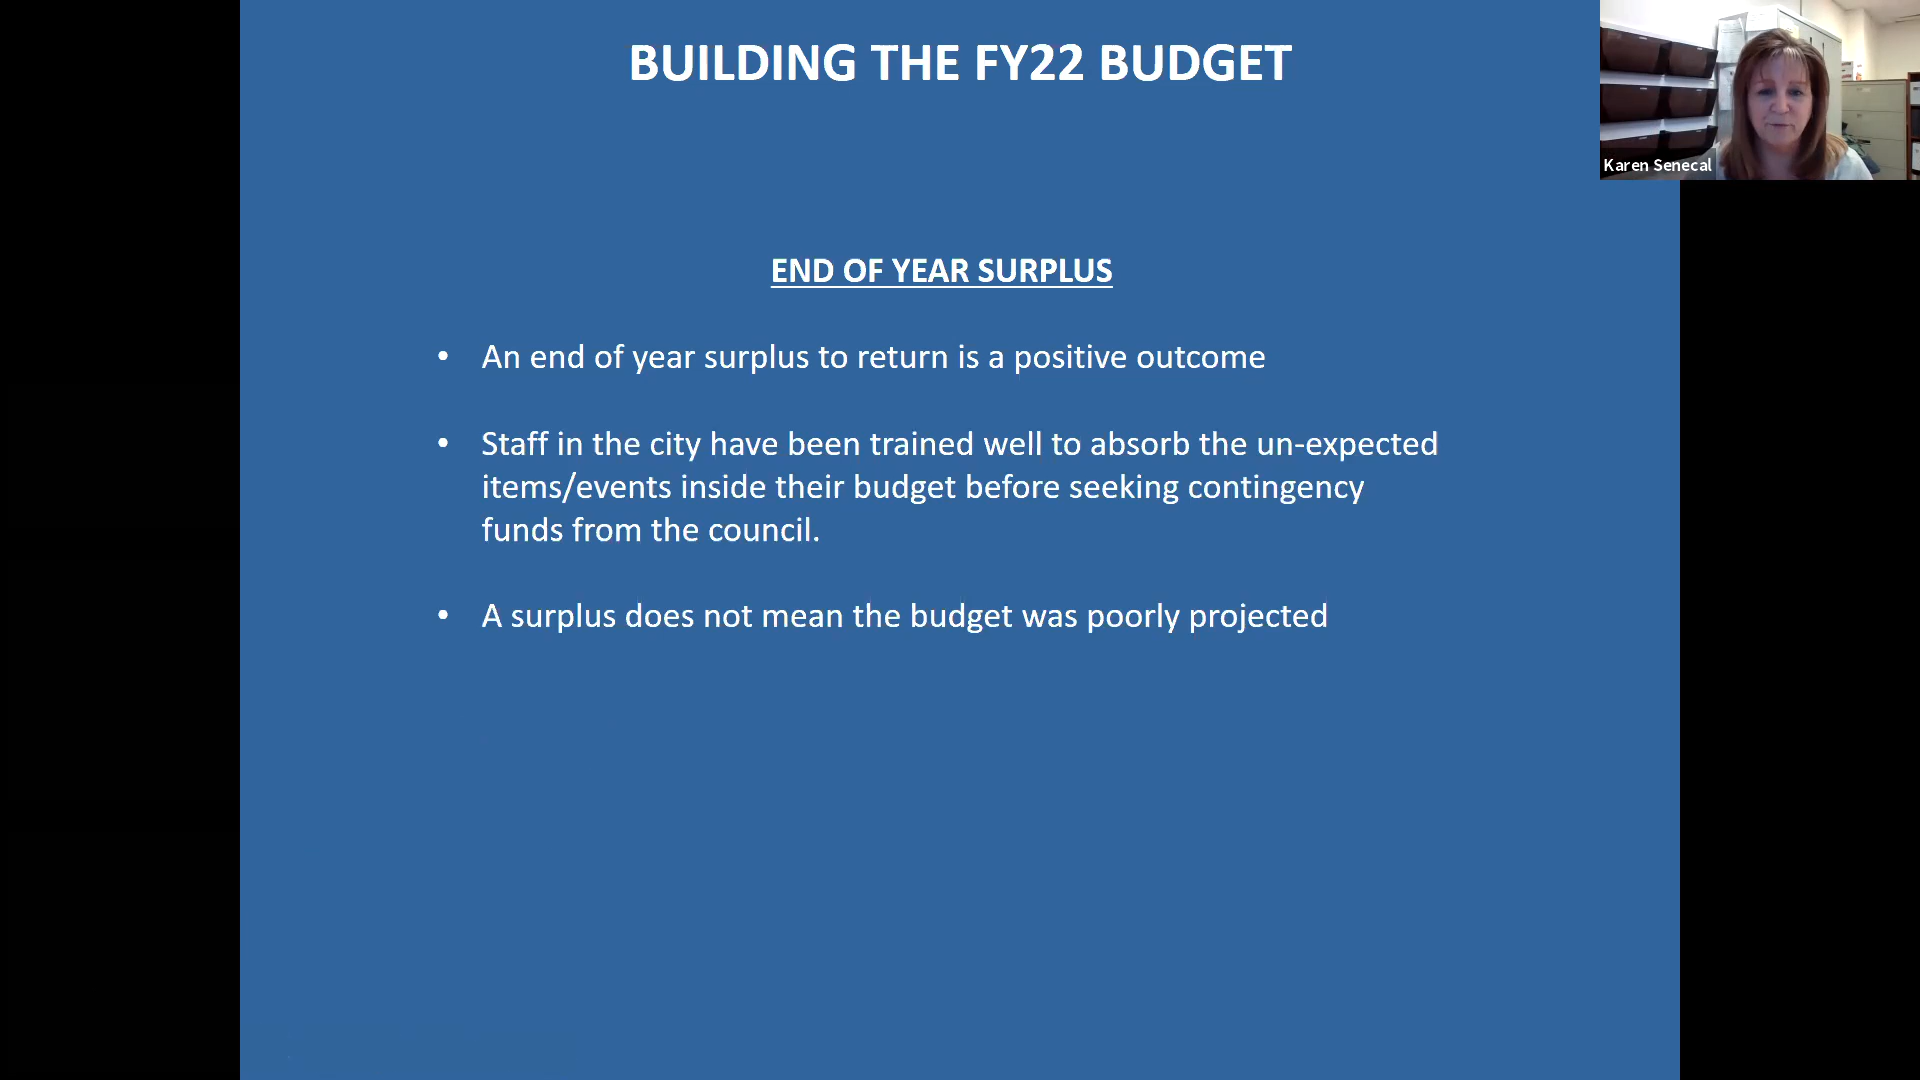 BUILDING THE FY22 BUDGET
Karen Senecal
END OF YEAR SURPLUS
• An end of year surplus to return is a positive outcome
• Staff in the city have been trained well to absorb the un-expected
items/events inside their budget before seeking contingency
funds from the council.
• A surplus does not mean the budget was poorly projected